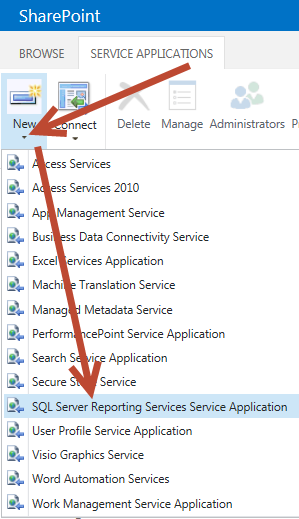 SharePoint
BROWSE SERVICE APPLICATIONS
New Connect Delete Manage Administrators
Access Services
Access Services 2010
App Management Service
Business Data Connectivity Service
Excel Services Application
Machine Translation Service
Managed Metadata Service
PerformancePoint Service Application
Search Service Application
Secure Store Service
SQL Server Reporting Services Service Application
User Profile Service Application
Visio Graphics Service
Word Automation Services
Work Management Service Application